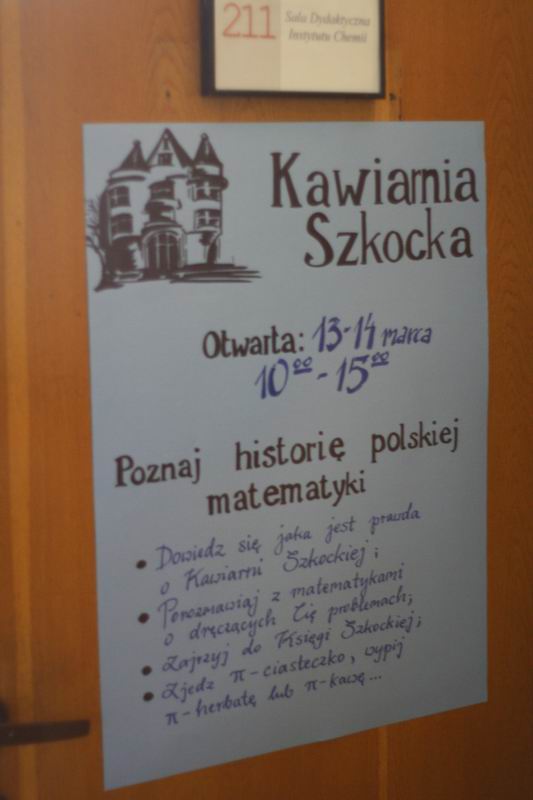 211 Sala Dydaktyczna
Instytutu Chemii
Kawiarnia
Szkocka
Otwarta: 13-14 marca
10⁰⁰ - 15⁰⁰
Poznaj historię polskiej
matematyki
• Dowiedz się jaka jest prawda
o Kawiarni Szkockiej;
• Porozmawiaj z matematykami
o dręczących Cię problemach;
• Zajrzyj do Księgi Szkockiej;
• Zjedz π-ciasteczko, wypij
π-herbatę lub π-kawę...